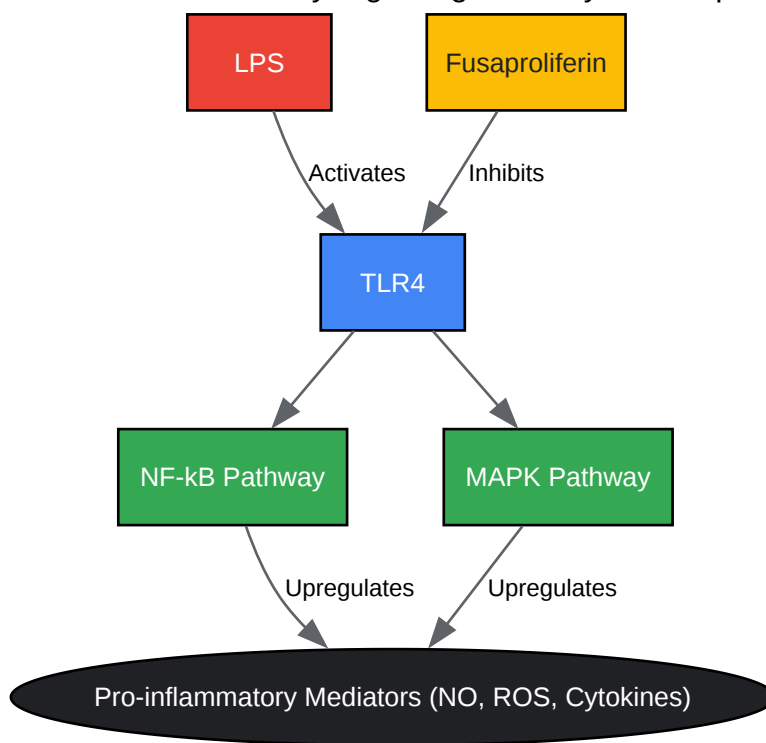 LPS
Fusaproliferin
Activates
Inhibits
TLR4
NF-kB Pathway
MAPK Pathway
Upregulates
Upregulates
Pro-inflammatory Mediators (NO, ROS, Cytokines)